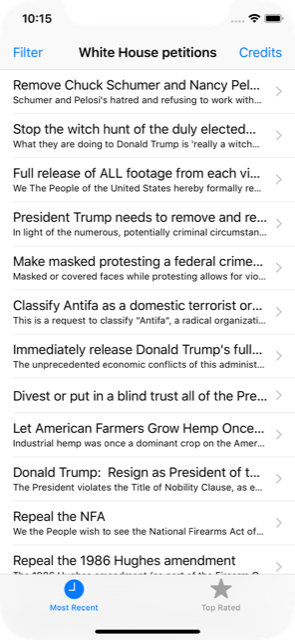 10:15
Filter
White House petitions
Credits
Remove Chuck Schumer and Nancy Pel...
Schumer and Pelosi's hatred and refusing to work with...
Stop the witch hunt of the duly elected...
What they are doing to Donald Trump is 'really a witch...
Full release of ALL footage from each vi...
We The People of the United States hereby formally re...
President Trump needs to remove and re...
In light of the numerous, potentially criminal circumstan...
Make masked protesting a federal crime...
Masked or covered faces while protesting allows for vio...
Classify Antifa as a domestic terrorist or...
This is a request to classify "Antifa", a radical organizati...
Immediately release Donald Trump's full...
The unprecedented economic conflicts of this administ...
Divest or put in a blind trust all of the Pre...
Let American Farmers Grow Hemp Once...
Industrial hemp was once a dominant crop on the Amer...
Donald Trump:  Resign as President of t...
The President violates the Title of Nobility Clause, as e...
Repeal the NFA
We the People wish to see the National Firearms Act of...
Repeal the 1986 Hughes amendment
Most Recent
Top Rated